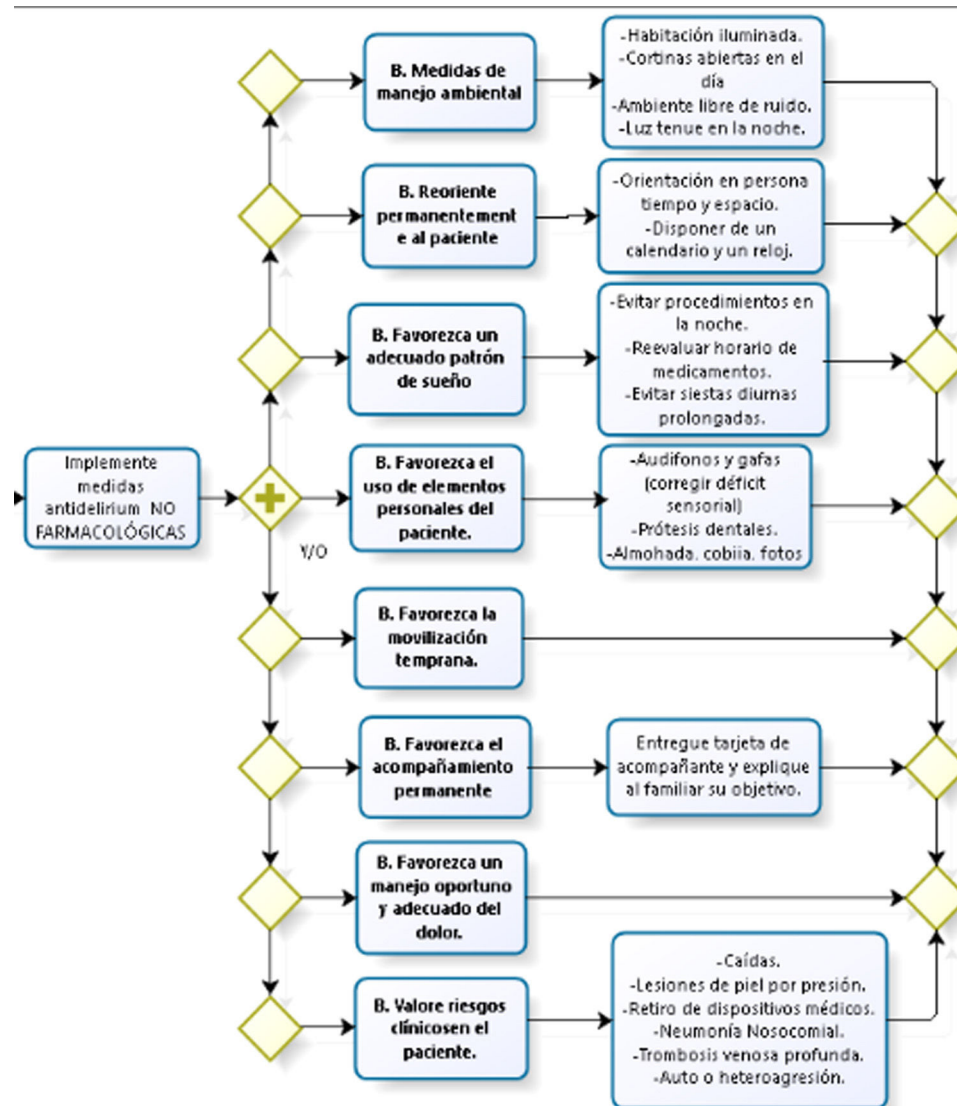 B. Medidas de
manejo ambiental
-Habitación iluminada.
-Cortinas abiertas en el
día
-Ambiente libre de ruido.
-Luz tenue en la noche.
B. Reoriente
permanentement
e al paciente
-Orientación en persona
tiempo y espacio.
-Disponer de un
calendario y un reloj.
B. Favorezca un
adecuado patrón
de sueño
-Evitar procedimientos en
la noche.
-Reevaluar horario de
medicamentos.
-Evitar siestas diurnas
prolongadas.
Implemente
medidas
antidelirium NO
FARMACOLÓGICAS
Y/O
B. Favorezca el
uso de elementos
personales del
paciente.
-Audifonos y gafas
(corregir déficit
sensorial)
-Prótesis dentales.
-Almohada, cobija, fotos
B. Favorezca la
movilización
temprana.
B. Favorezca el
acompañamiento
permanente
Entregue tarjeta de
acompañante y explique
al familiar su objetivo.
B. Favorezca un
manejo oportuno
y adecuado del
dolor.
B. Valore riesgos
clínicosen el
paciente.
-Caídas.
-Lesiones de piel por presión.
-Retiro de dispositivos médicos.
-Neumonía Nosocomial.
-Trombosis venosa profunda.
-Auto o heteroagresión.